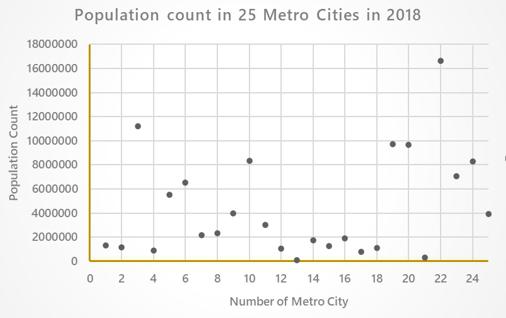 Population count in 25 Metro Cities in 2018
18000000
16000000
14000000
12000000
10000000
8000000
6000000
4000000
2000000
0
Population Count
0 2 4 6 8 10 12 14 16 18 20 22 24
Number of Metro City